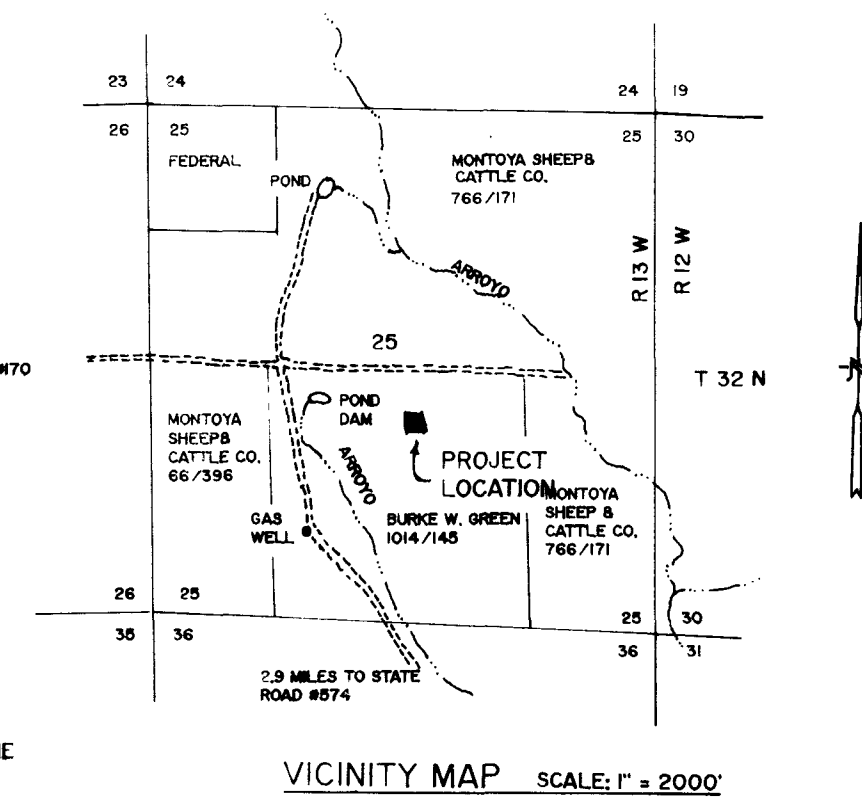 23 24
24 19
26 25
25 30
FEDERAL
MONTOYA SHEEP &
CATTLE CO.
766/171
POND
R 13 W
R 12 W
ARROYO
25
#170
T 32 N
POND
DAM
MONTOYA
SHEEP &
CATTLE CO.
66/396
ARROYO
PROJECT
LOCATION
MONTOYA
SHEEP &
CATTLE CO.
766/171
GAS
WELL
BURKE W. GREEN
1014/145
26 25
25 30
35 36
36 31
2.9 MILES TO STATE
ROAD #574
VICINITY MAP SCALE: 1" = 2000'